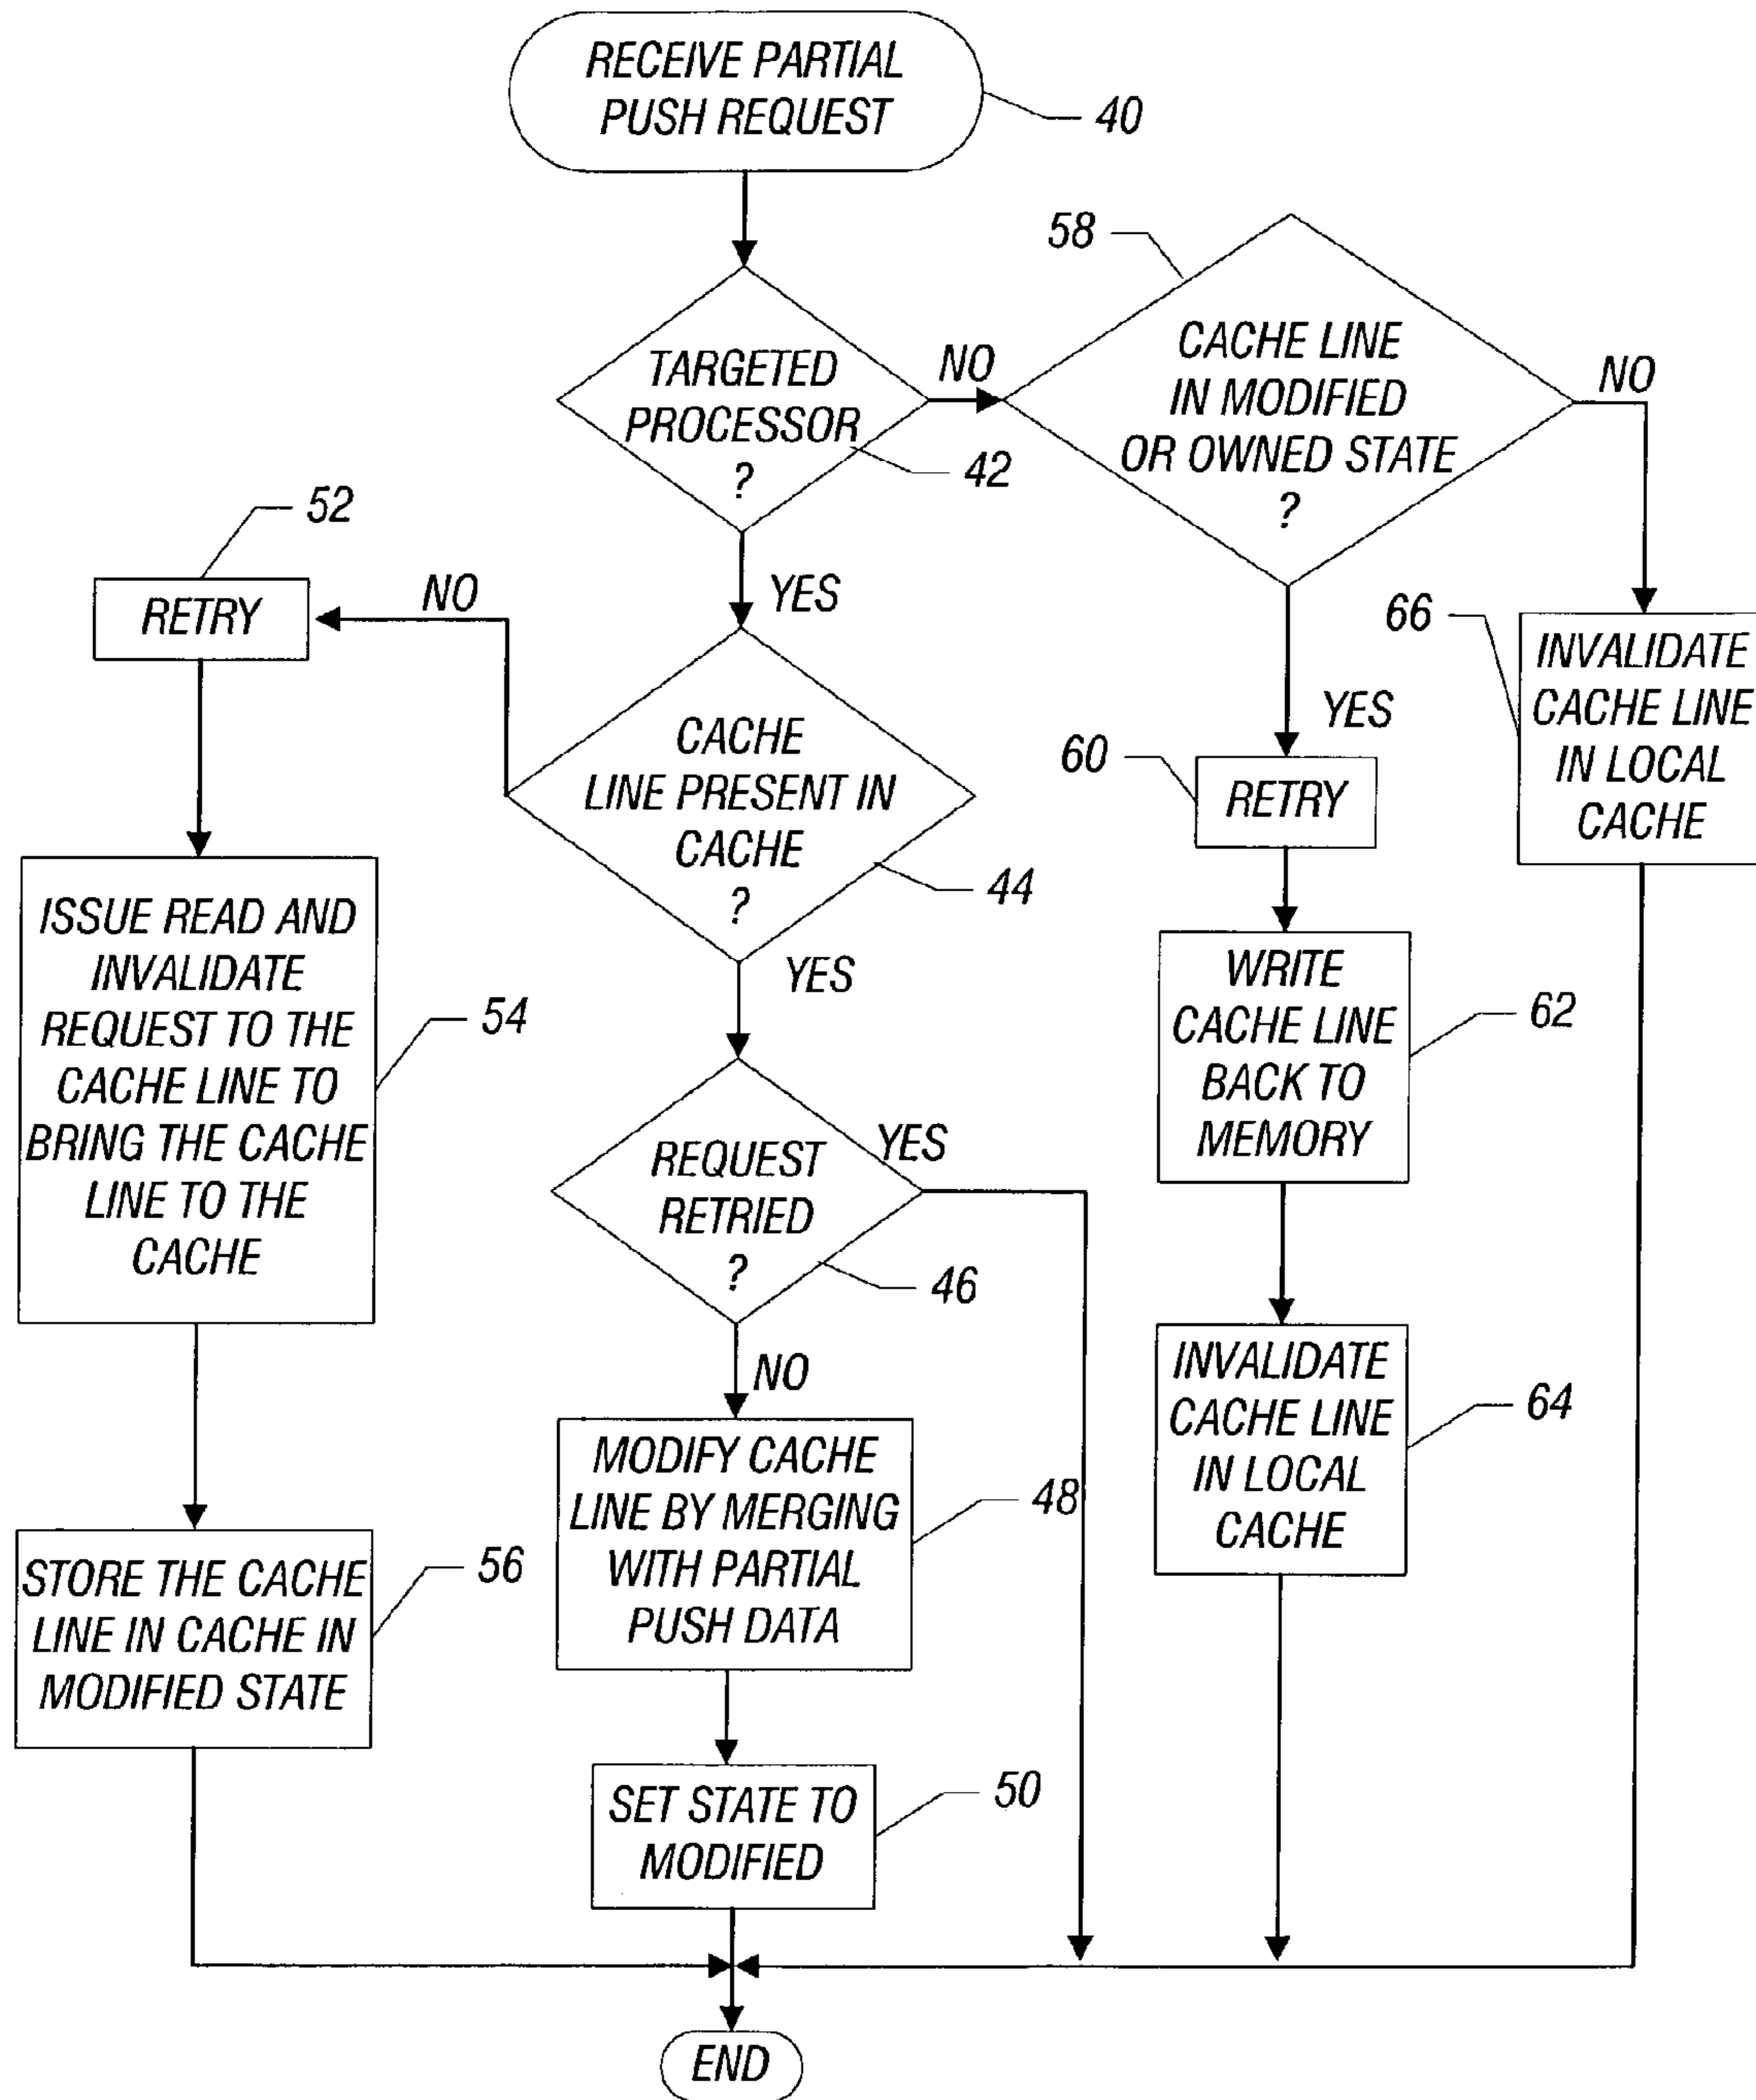 RECEIVE PARTIAL
PUSH REQUEST
40
TARGETED
PROCESSOR
?
42
NO
YES
58
CACHE LINE
IN MODIFIED
OR OWNED STATE
?
NO
YES
52
RETRY
NO
CACHE
LINE PRESENT IN
CACHE
?
44
YES
60
RETRY
66
INVALIDATE
CACHE LINE
IN LOCAL
CACHE
ISSUE READ AND
INVALIDATE
REQUEST TO THE
CACHE LINE TO
BRING THE CACHE
LINE TO THE
CACHE
54
REQUEST
RETRIED
?
46
YES
NO
WRITE
CACHE LINE
BACK TO
MEMORY
62
INVALIDATE
CACHE LINE
IN LOCAL
CACHE
64
MODIFY CACHE
LINE BY MERGING
WITH PARTIAL
PUSH DATA
48
STORE THE CACHE
LINE IN CACHE IN
MODIFIED STATE
56
SET STATE TO
MODIFIED
50
END